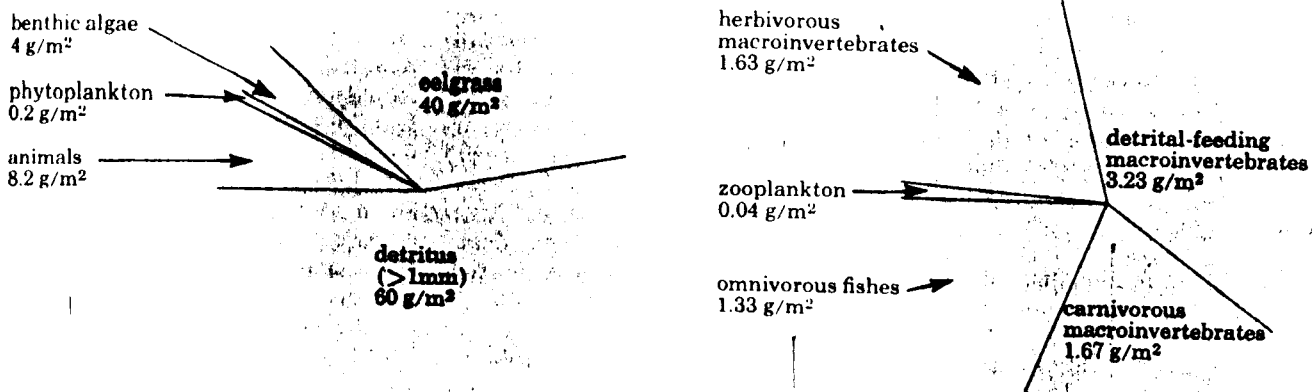 benthic algae
4 g/m²
phytoplankton
0.2 g/m²
animals
8.2 g/m²
eelgrass
40 g/m²
detritus
(>1mm)
60 g/m²
herbivorous
macroinvertebrates
1.63 g/m²
zooplankton
0.04 g/m²
omnivorous fishes
1.33 g/m²
detrital-feeding
macroinvertebrates
3.23 g/m²
carnivorous
macroinvertebrates
1.67 g/m²